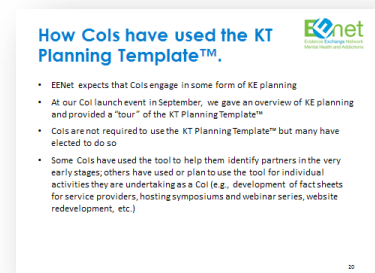 How CoIs have used the KT
Planning Template™.
EEnet
Evidence Exchange Network
Mental Health and Addictions
• EENet expects that CoIs engage in some form of KE planning
• At our CoI launch event in September, we gave an overview of KE planning
and provided a "tour" of the KT Planning Template™
• CoIs are not required to use the KT Planning Template™ but many have
elected to do so
• Some CoIs have used the tool to help them identify partners in the very
early stages; others have used or plan to use the tool for individual
activities they are undertaking as a CoI (e.g., development of fact sheets
for service providers, hosting symposiums and webinar series, website
redevelopment, etc.)
20